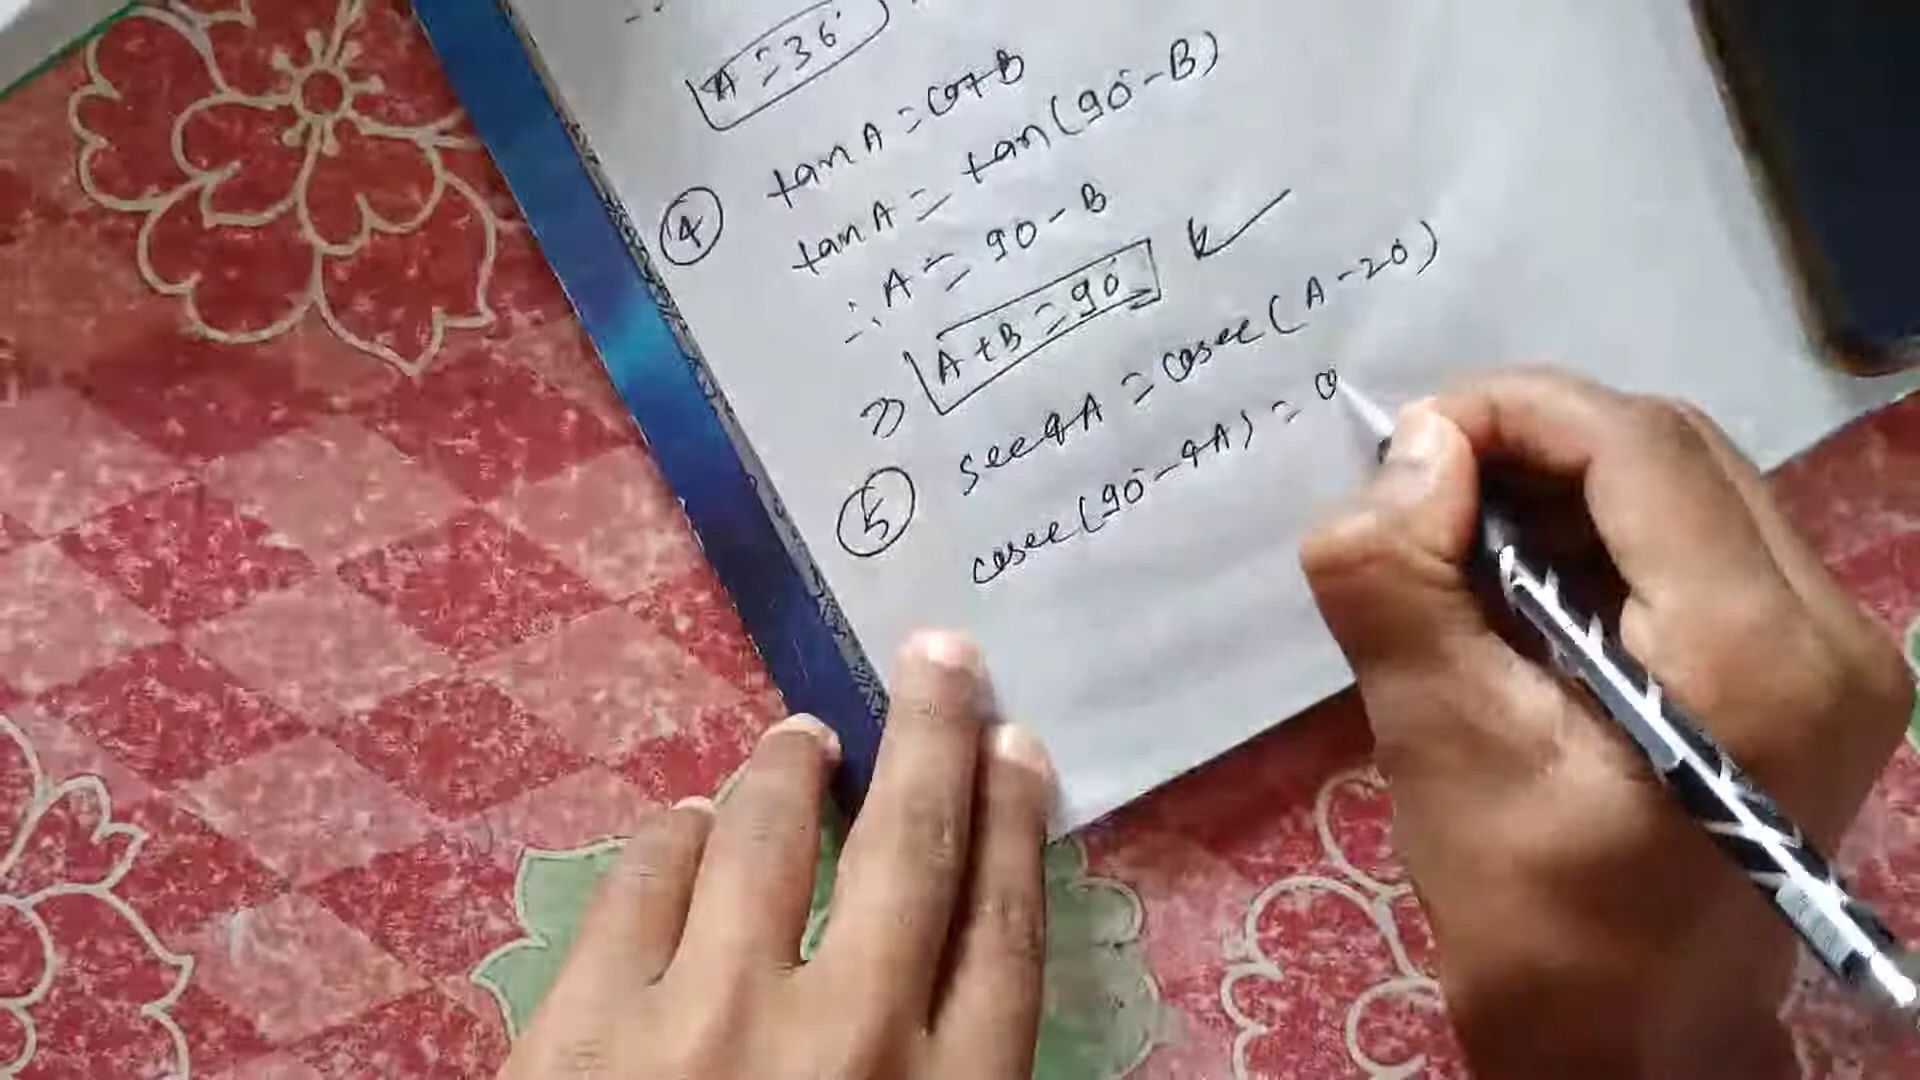 A = 36°
④ tan A = cot B
tan A = tan (90° - B)
∴ A = 90 - B
⇒ A + B = 90°
⑤ sec 4A = cosec (A - 20°)
cosec (90° - 4A) = c